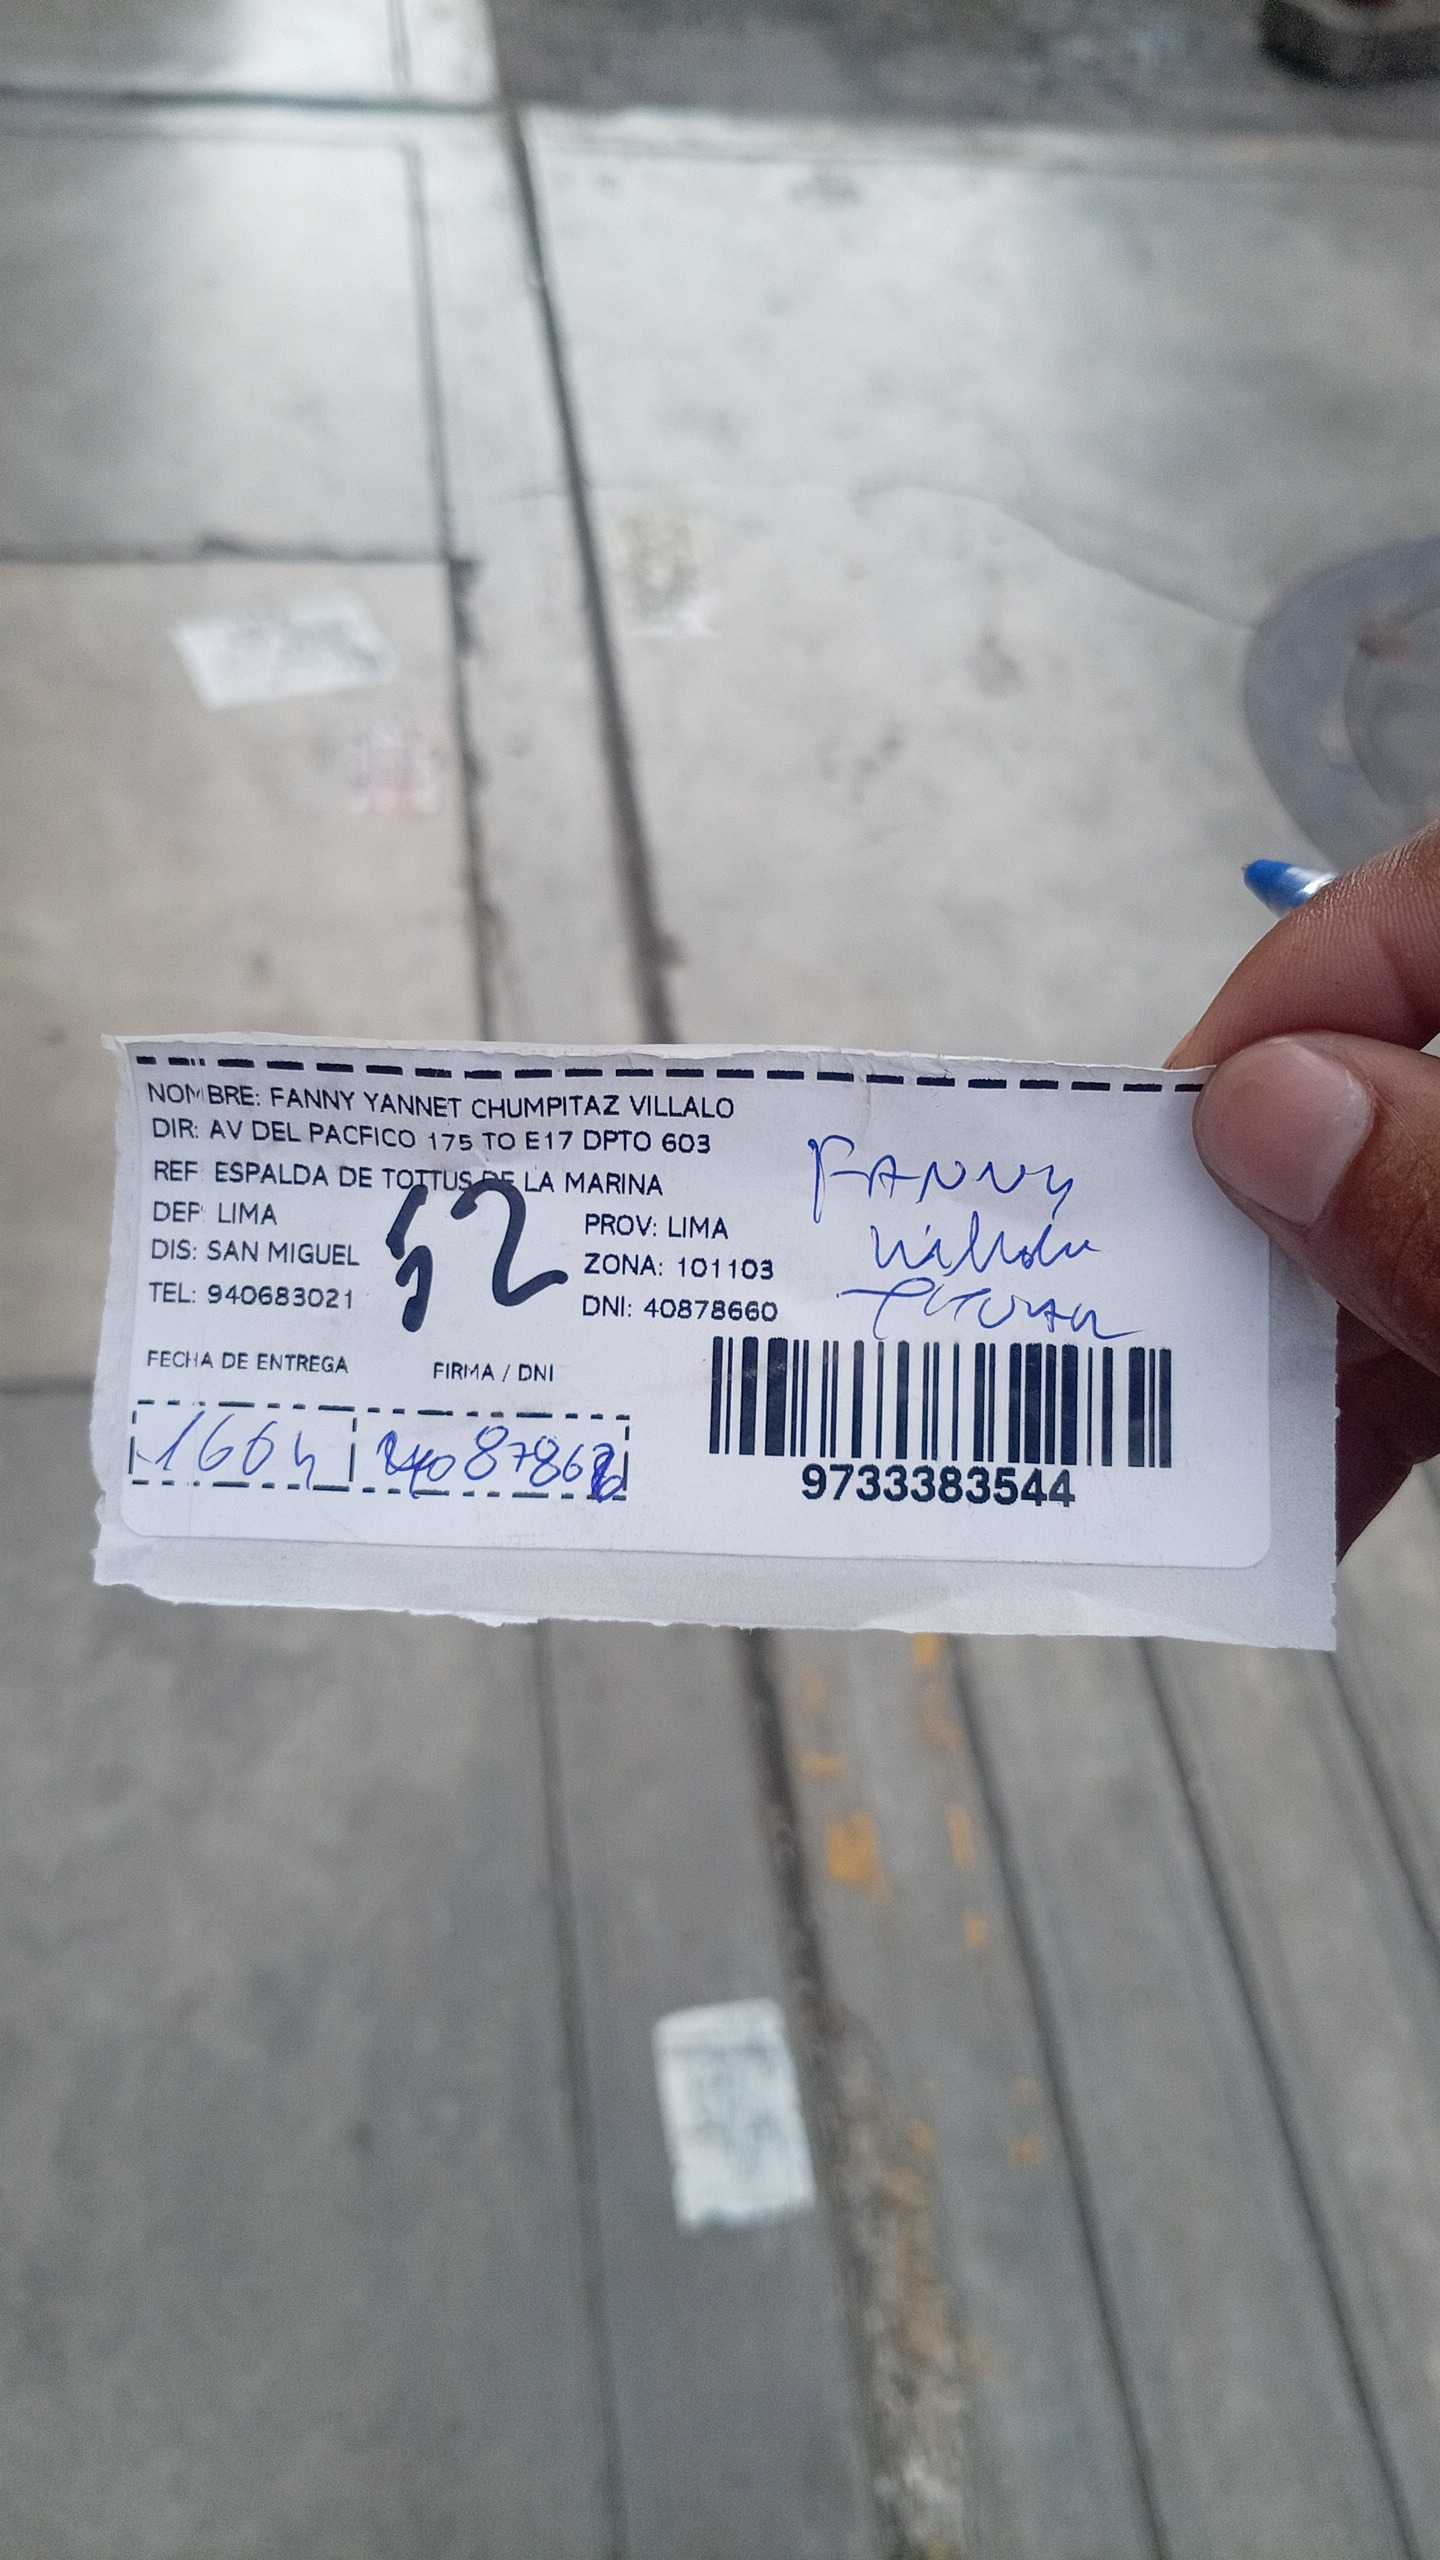 NOMBRE: FANNY YANNET CHUMPITAZ VILLALO
DIR: AV DEL PACFICO 175 TO E17 DPTO 603
REF: ESPALDA DE TOTTUS DE LA MARINA
DEP: LIMA PROV: LIMA
DIS: SAN MIGUEL ZONA: 101103
TEL: 940683021 DNI: 40878660
52
FANNY
FECHA DE ENTREGA FIRMA / DNI
9733383544